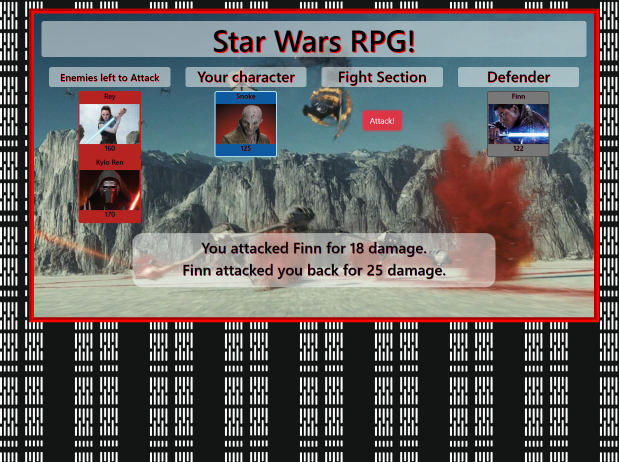 Star Wars RPG!
Enemies left to Attack
Your character
Fight Section
Defender
Rey
160
Kylo Ren
170
Snoke
125
Attack!
Finn
122
You attacked Finn for 18 damage.
Finn attacked you back for 25 damage.